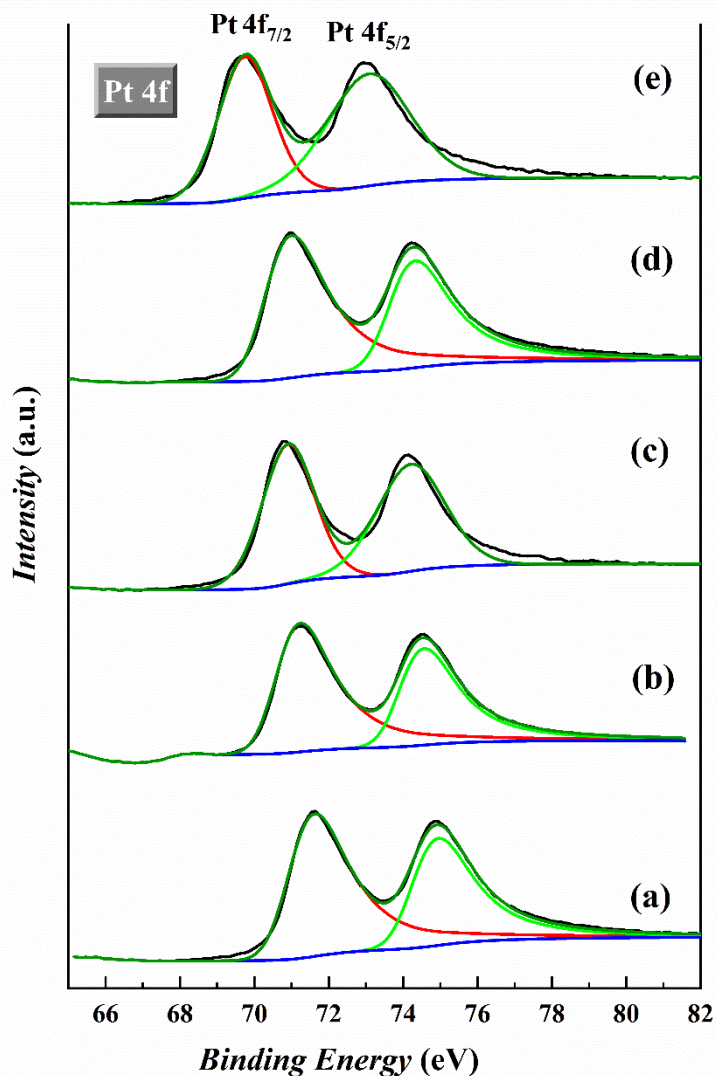 Pt 4f7/2 Pt 4f5/2
Pt 4f
(e)
(d)
(c)
(b)
(a)
Intensity (a.u.)
66 68 70 72 74 76 78 80 82
Binding Energy (eV)